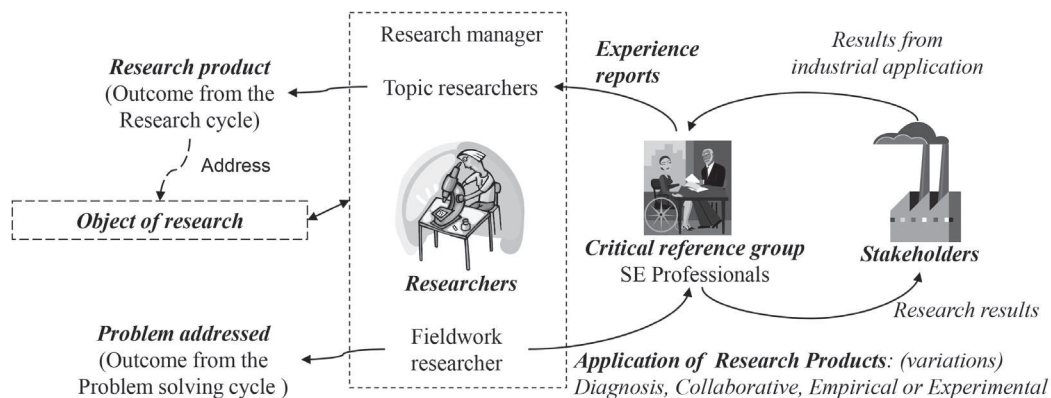 Research manager
Topic researchers
Researchers
Fieldwork
researcher
Research product
(Outcome from the
Research cycle)
Address
Object of research
Problem addressed
(Outcome from the
Problem solving cycle )
Experience
reports
Results from
industrial application
Critical reference group
SE Professionals
Stakeholders
Research results
Application of Research Products: (variations)
Diagnosis, Collaborative, Empirical or Experimental